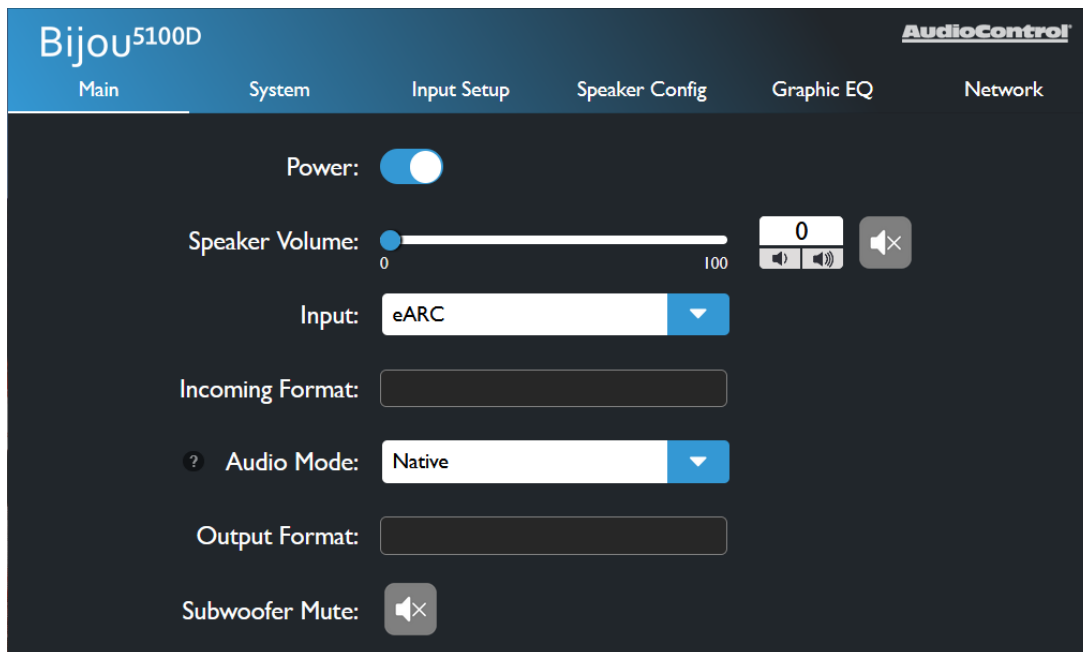 Bijou5100D
AudioControl
Main System Input Setup Speaker Config Graphic EQ Network
Power:
Speaker Volume: 0
0 100
Input: eARC
Incoming Format:
? Audio Mode: Native
Output Format:
Subwoofer Mute: